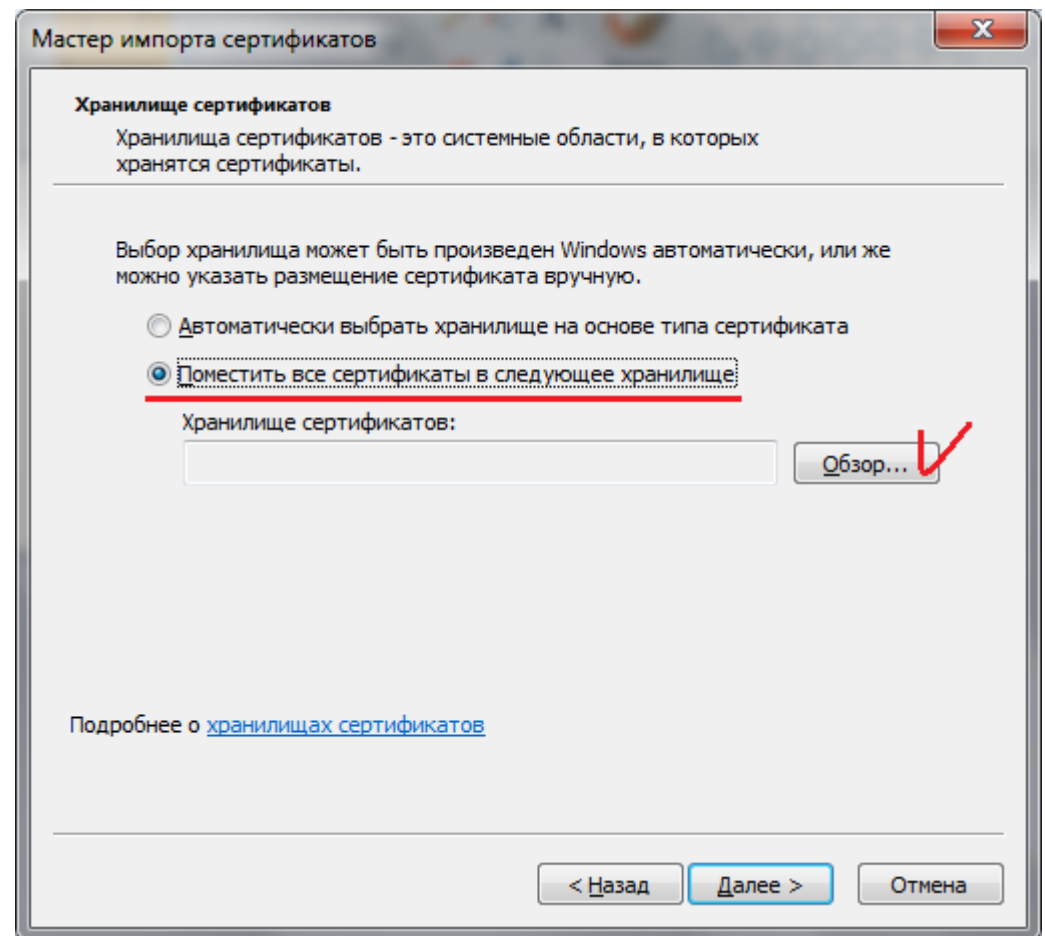 Мастер импорта сертификатов
Хранилище сертификатов
Хранилища сертификатов - это системные области, в которых
хранятся сертификаты.
Выбор хранилища может быть произведен Windows автоматически, или же
можно указать размещение сертификата вручную.
Автоматически выбрать хранилище на основе типа сертификата
Поместить все сертификаты в следующее хранилище
Хранилище сертификатов:
Обзор...
Подробнее о хранилищах сертификатов
< Назад Далее > Отмена